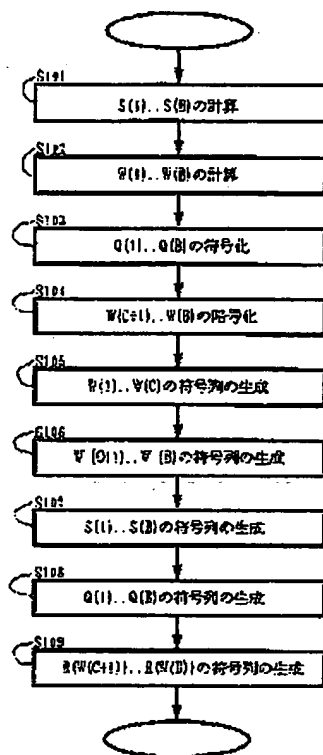 S101
S(1)..S(B)の計算
S102
W(1)..W(B)の計算
S103
Q(1)..Q(B)の符号化
S104
W(C+1)..W(B)の暗号化
S105
W(1)..W(C)の符号列の生成
S106
の符号列の生成
S107
S(1)..S(B)の符号列の生成
S108
Q(1)..Q(B)の符号列の生成
S109
R(W(C+1))..R(W(B))の符号列の生成